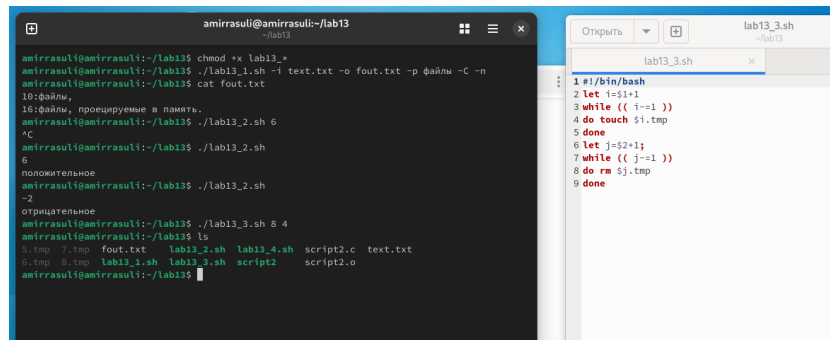 amirrasuli@amirrasuli:~/lab13
~/lab13
amirrasuli@amirrasuli:~/lab13$ chmod +x lab13_*
amirrasuli@amirrasuli:~/lab13$ ./lab13_1.sh -i text.txt -o fout.txt -p файлы -C -n
amirrasuli@amirrasuli:~/lab13$ cat fout.txt
10:файлы,
16:файлы, проецируемые в память.
amirrasuli@amirrasuli:~/lab13$ ./lab13_2.sh 6
^C
amirrasuli@amirrasuli:~/lab13$ ./lab13_2.sh
6
положительное
amirrasuli@amirrasuli:~/lab13$ ./lab13_2.sh
-2
отрицательное
amirrasuli@amirrasuli:~/lab13$ ./lab13_3.sh 8 4
amirrasuli@amirrasuli:~/lab13$ ls
5.tmp 7.tmp fout.txt lab13_2.sh lab13_4.sh script2.c text.txt
6.tmp 8.tmp lab13_1.sh lab13_3.sh script2 script2.o
amirrasuli@amirrasuli:~/lab13$
Открыть
lab13_3.sh
~/lab13
lab13_3.sh
1 #!/bin/bash
2 let i=$1+1
3 while (( i-=1 ))
4 do touch $i.tmp
5 done
6 let j=$2+1;
7 while (( j-=1 ))
8 do rm $j.tmp
9 done